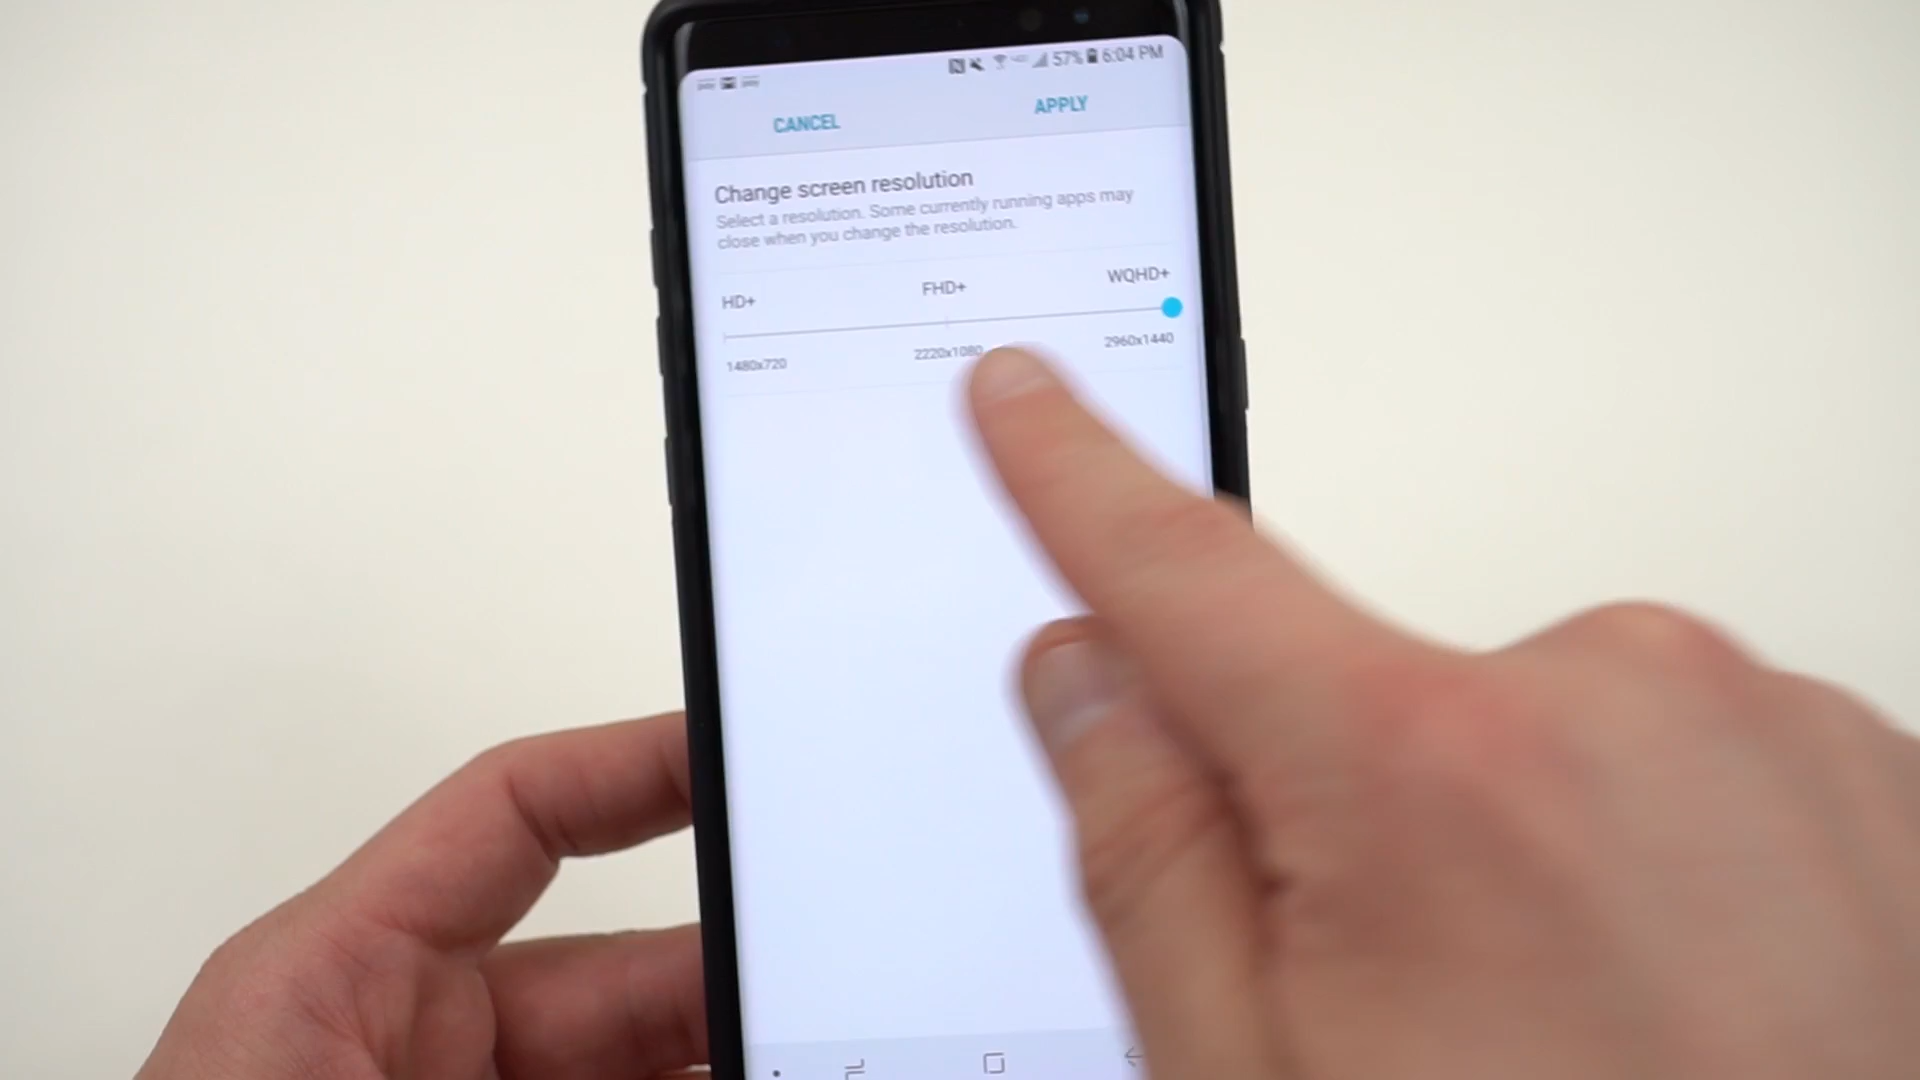 57% 6:04 PM
CANCEL APPLY
Change screen resolution
Select a resolution. Some currently running apps may
close when you change the resolution.
HD+ FHD+ WQHD+
1480x720 2220x1080 2960x1440